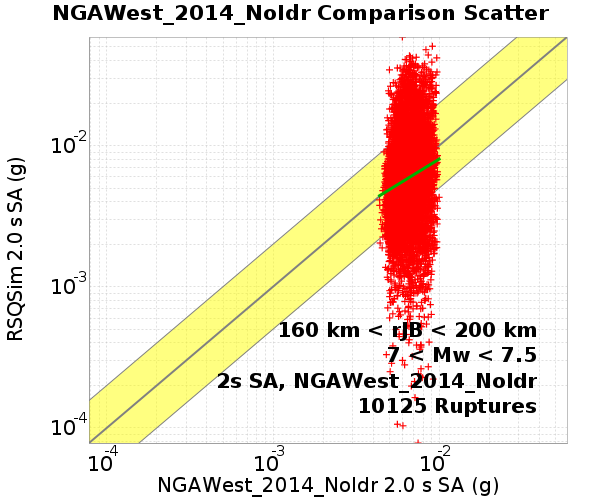 NGAWest_2014_NoIdr Comparison Scatter
RSQSim 2.0 s SA (g)
10^-2
10^-3
10^-4
160 km < rJB < 200 km
7 < Mw < 7.5
2s SA, NGAWest_2014_NoIdr
10125 Ruptures
10^-4 10^-3 10^-2
NGAWest_2014_NoIdr 2.0 s SA (g)